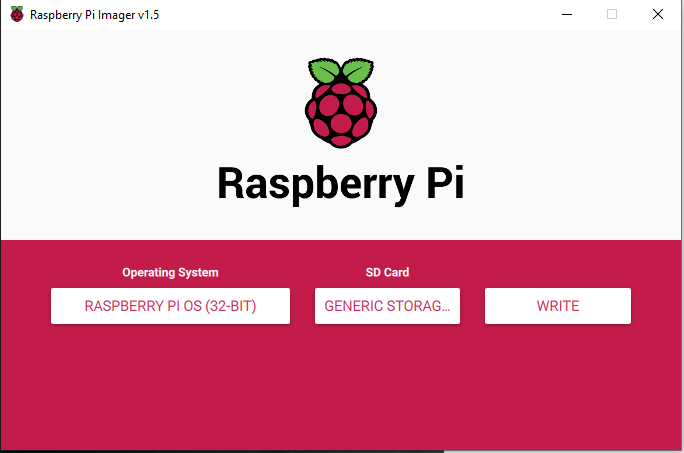 Raspberry Pi Imager v1.5
Raspberry Pi
Operating System
SD Card
RASPBERRY PI OS (32-BIT)
GENERIC STORAG...
WRITE